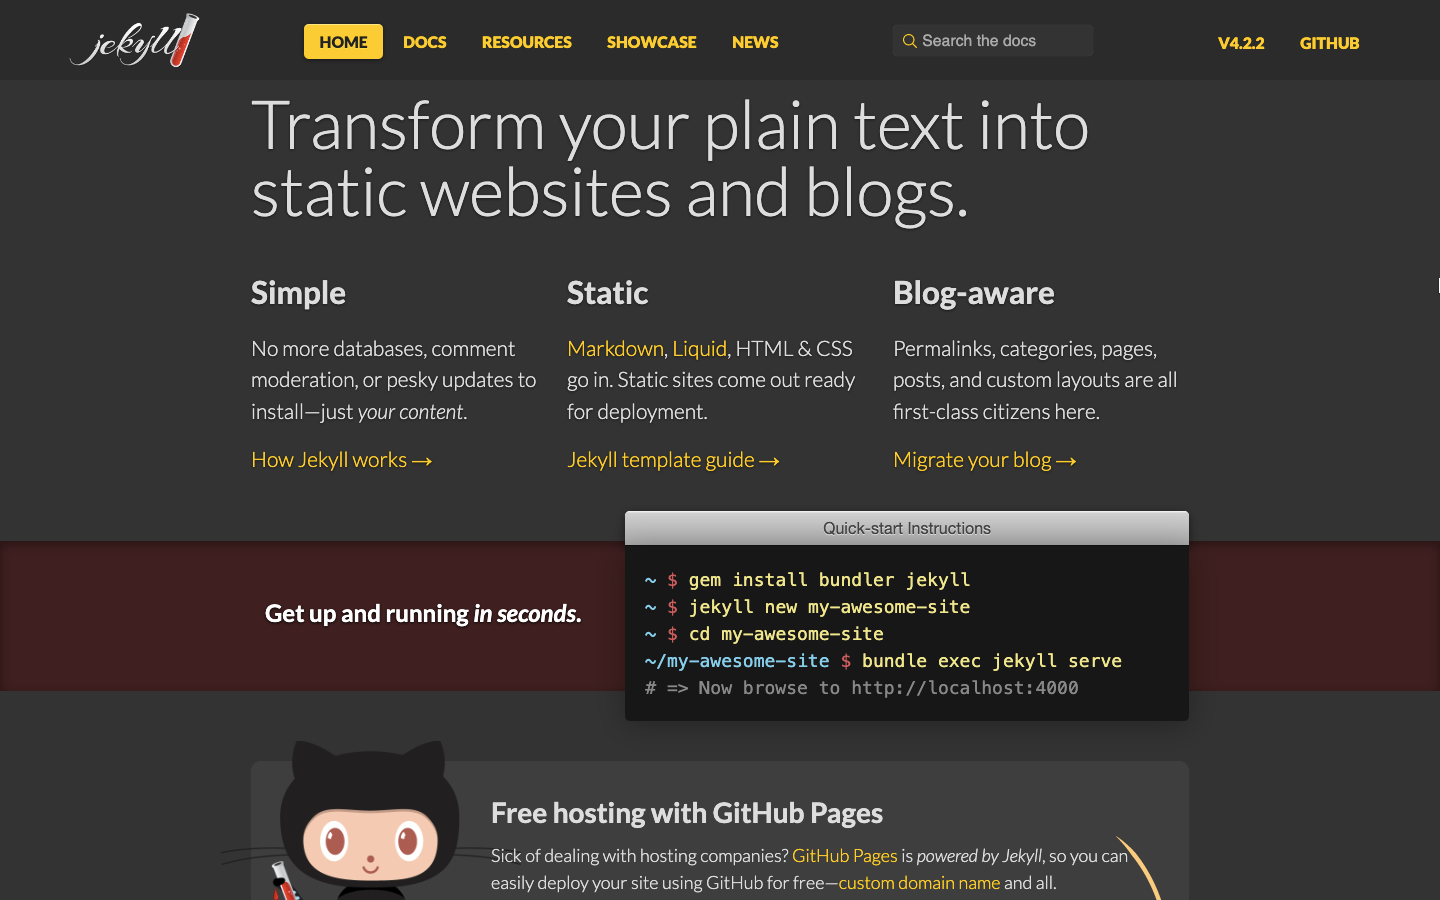 jekyll
HOME
DOCS
RESOURCES
SHOWCASE
NEWS
Search the docs
V4.2.2
GITHUB
Transform your plain text into
static websites and blogs.
Simple
No more databases, comment
moderation, or pesky updates to
install—just your content.
How Jekyll works →
Static
Markdown, Liquid, HTML & CSS
go in. Static sites come out ready
for deployment.
Jekyll template guide →
Blog-aware
Permalinks, categories, pages,
posts, and custom layouts are all
first-class citizens here.
Migrate your blog →
Get up and running in seconds.
Quick-start Instructions
~ $ gem install bundler jekyll
~ $ jekyll new my-awesome-site
~ $ cd my-awesome-site
~/my-awesome-site $ bundle exec jekyll serve
# => Now browse to http://localhost:4000
Free hosting with GitHub Pages
Sick of dealing with hosting companies? GitHub Pages is powered by Jekyll, so you can
easily deploy your site using GitHub for free—custom domain name and all.